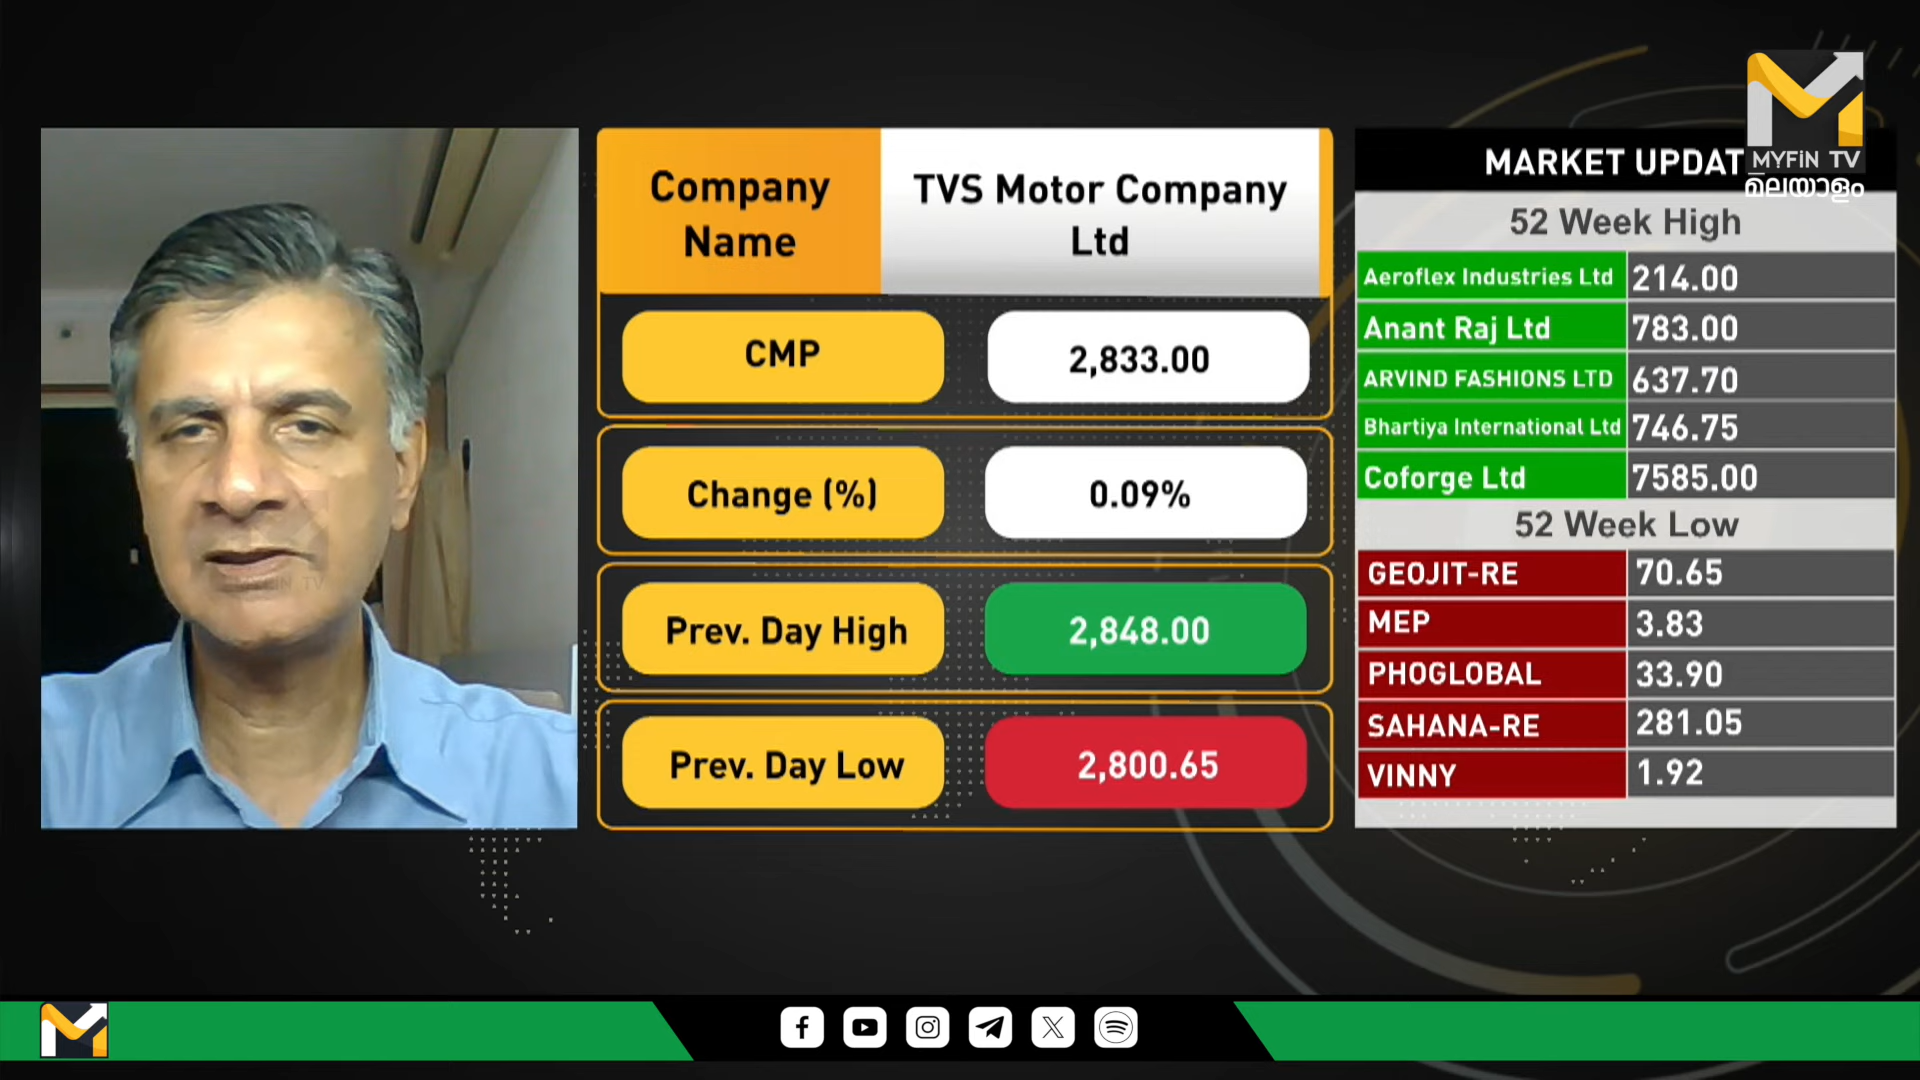 Company
Name
TVS Motor Company
Ltd
CMP
2,833.00
Change (%)
0.09%
Prev. Day High
2,848.00
Prev. Day Low
2,800.65
MARKET UPDAT
MYFiN TV
മലയാളം
52 Week High
Aeroflex Industries Ltd 214.00
Anant Raj Ltd 783.00
ARVIND FASHIONS LTD 637.70
Bhartiya International Ltd 746.75
Coforge Ltd 7585.00
52 Week Low
GEOJIT-RE 70.65
MEP 3.83
PHOGLOBAL 33.90
SAHANA-RE 281.05
VINNY 1.92